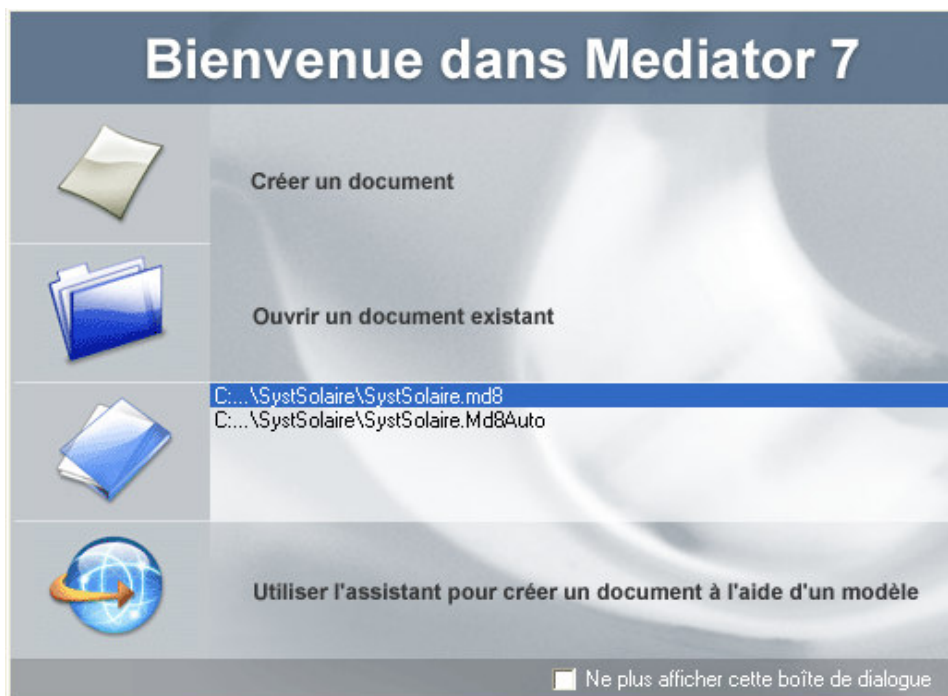 Bienvenue dans Mediator 7
Créer un document
Ouvrir un document existant
C:...\SystSolaire\SystSolaire.md8
C:...\SystSolaire\SystSolaire.Md8Auto
Utiliser l'assistant pour créer un document à l'aide d'un modèle
Ne plus afficher cette boîte de dialogue